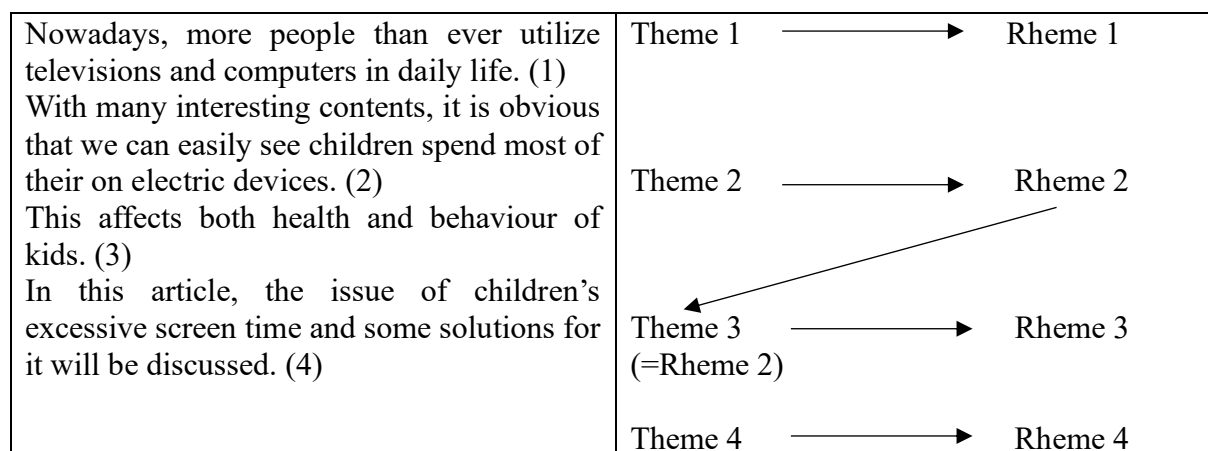 Nowadays, more people than ever utilize
televisions and computers in daily life. (1)
With many interesting contents, it is obvious
that we can easily see children spend most of
their on electric devices. (2)
This affects both health and behaviour of
kids. (3)
In this article, the issue of children’s
excessive screen time and some solutions for
it will be discussed. (4)
Theme 1 Rheme 1
Theme 2 Rheme 2
Theme 3 Rheme 3
(=Rheme 2)
Theme 4 Rheme 4